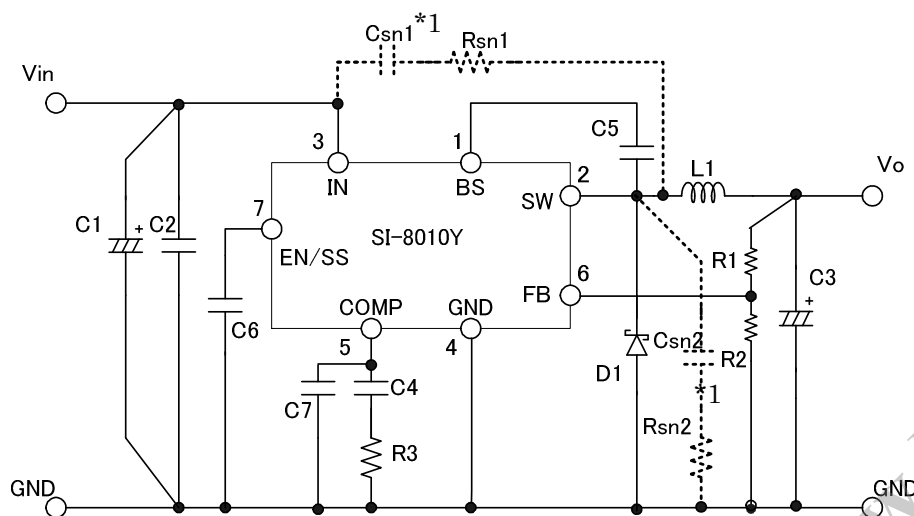 Csn1 *1
Rsn1
Vin
3
1
C5
L1
Vo
IN
BS
2
SW
7
C1 +
C2
EN/SS
SI-8010Y
6
FB
R1
C3
+
C6
COMP
GND
5
4
D1
Csn2
R2
*1
C7
C4
R3
Rsn2
GND
GND